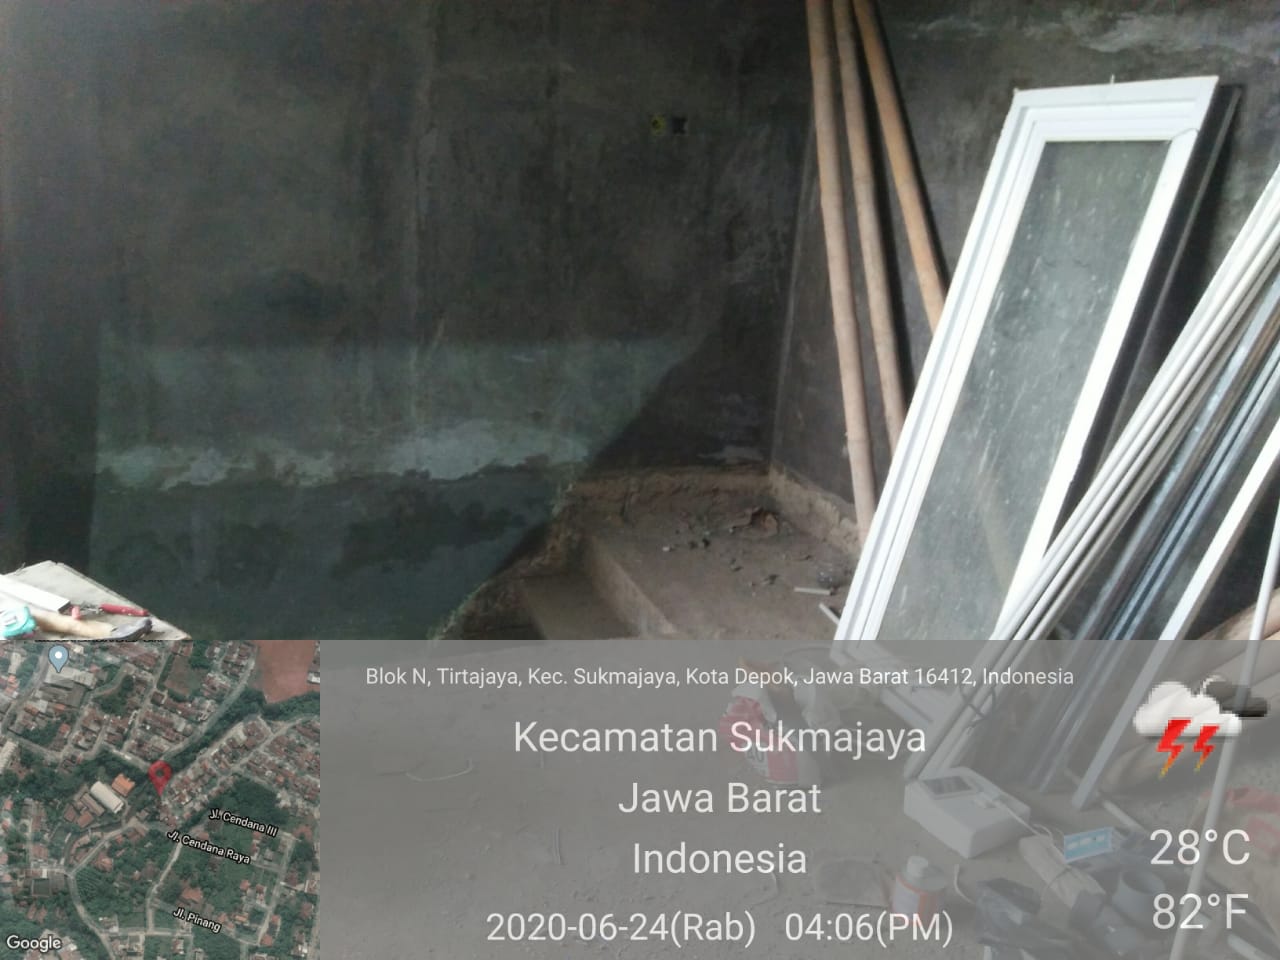 Blok N, Tirtajaya, Kec. Sukmajaya, Kota Depok, Jawa Barat 16412, Indonesia
Kecamatan Sukmajaya
Jawa Barat
Indonesia
2020-06-24(Rab) 04:06(PM)
28°C
82°F
Jl. Cendana III
Jl. Cendana Raya
Jl. Pinang
Google